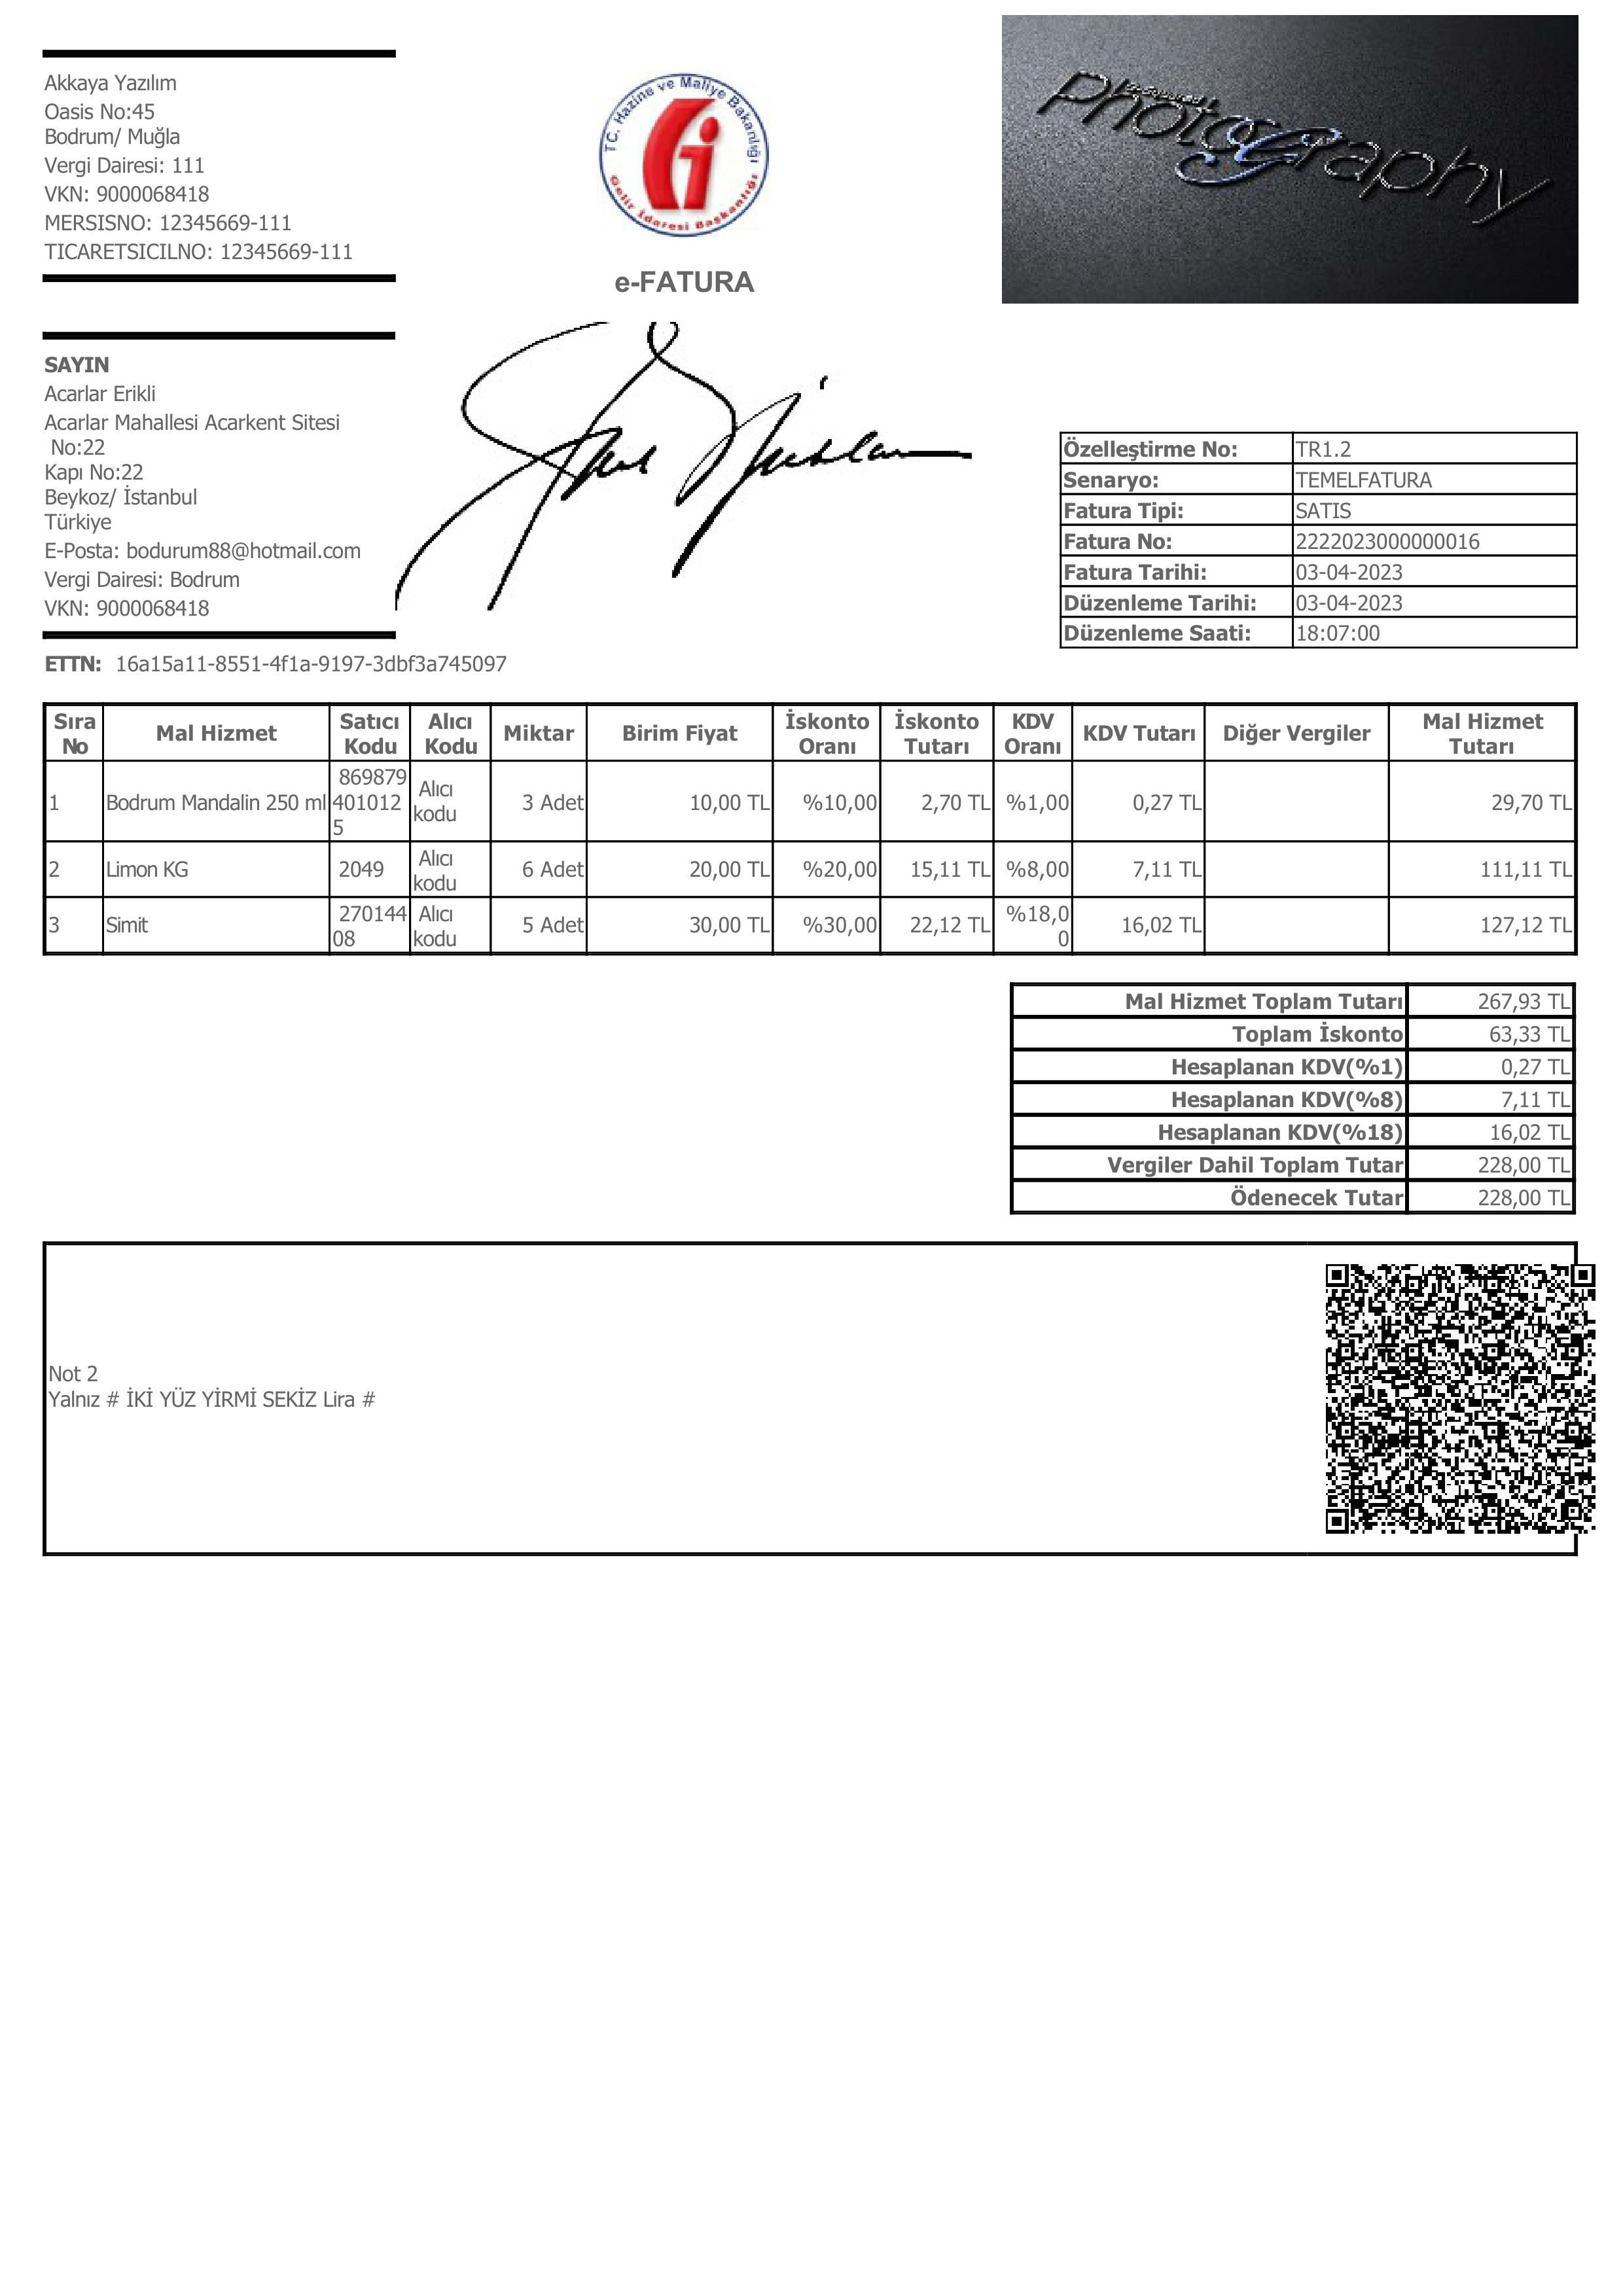 Akkaya Yazılım
Oasis No:45
Bodrum/ Muğla
Vergi Dairesi: 111
VKN: 9000068418
MERSISNO: 12345669-111
TICARETSICILNO: 12345669-111
T.C. Hazine ve Maliye Bakanlığı
Gelir İdaresi Başkanlığı
e-FATURA
PhotoGraphy
SAYIN
Acarlar Erikli
Acarlar Mahallesi Acarkent Sitesi
No:22
Kapı No:22
Beykoz/ İstanbul
Türkiye
E-Posta: bodurum88@hotmail.com
Vergi Dairesi: Bodrum
VKN: 9000068418
Özelleştirme No: TR1.2
Senaryo: TEMELFATURA
Fatura Tipi: SATIS
Fatura No: 2222023000000016
Fatura Tarihi: 03-04-2023
Düzenleme Tarihi: 03-04-2023
Düzenleme Saati: 18:07:00
ETTN: 16a15a11-8551-4f1a-9197-3dbf3a745097
Sıra No Mal Hizmet Satıcı Kodu Alıcı Kodu Miktar Birim Fiyat İskonto Oranı İskonto Tutarı KDV Oranı KDV Tutarı Diğer Vergiler Mal Hizmet Tutarı
1 Bodrum Mandalin 250 ml 8698794010125 Alıcı kodu 3 Adet 10,00 TL %10,00 2,70 TL %1,00 0,27 TL 29,70 TL
2 Limon KG 2049 Alıcı kodu 6 Adet 20,00 TL %20,00 15,11 TL %8,00 7,11 TL 111,11 TL
3 Simit 27014408 Alıcı kodu 5 Adet 30,00 TL %30,00 22,12 TL %18,00 16,02 TL 127,12 TL
Mal Hizmet Toplam Tutarı 267,93 TL
Toplam İskonto 63,33 TL
Hesaplanan KDV(%1) 0,27 TL
Hesaplanan KDV(%8) 7,11 TL
Hesaplanan KDV(%18) 16,02 TL
Vergiler Dahil Toplam Tutar 228,00 TL
Ödenecek Tutar 228,00 TL
Not 2
Yalnız # İKİ YÜZ YİRMİ SEKİZ Lira #